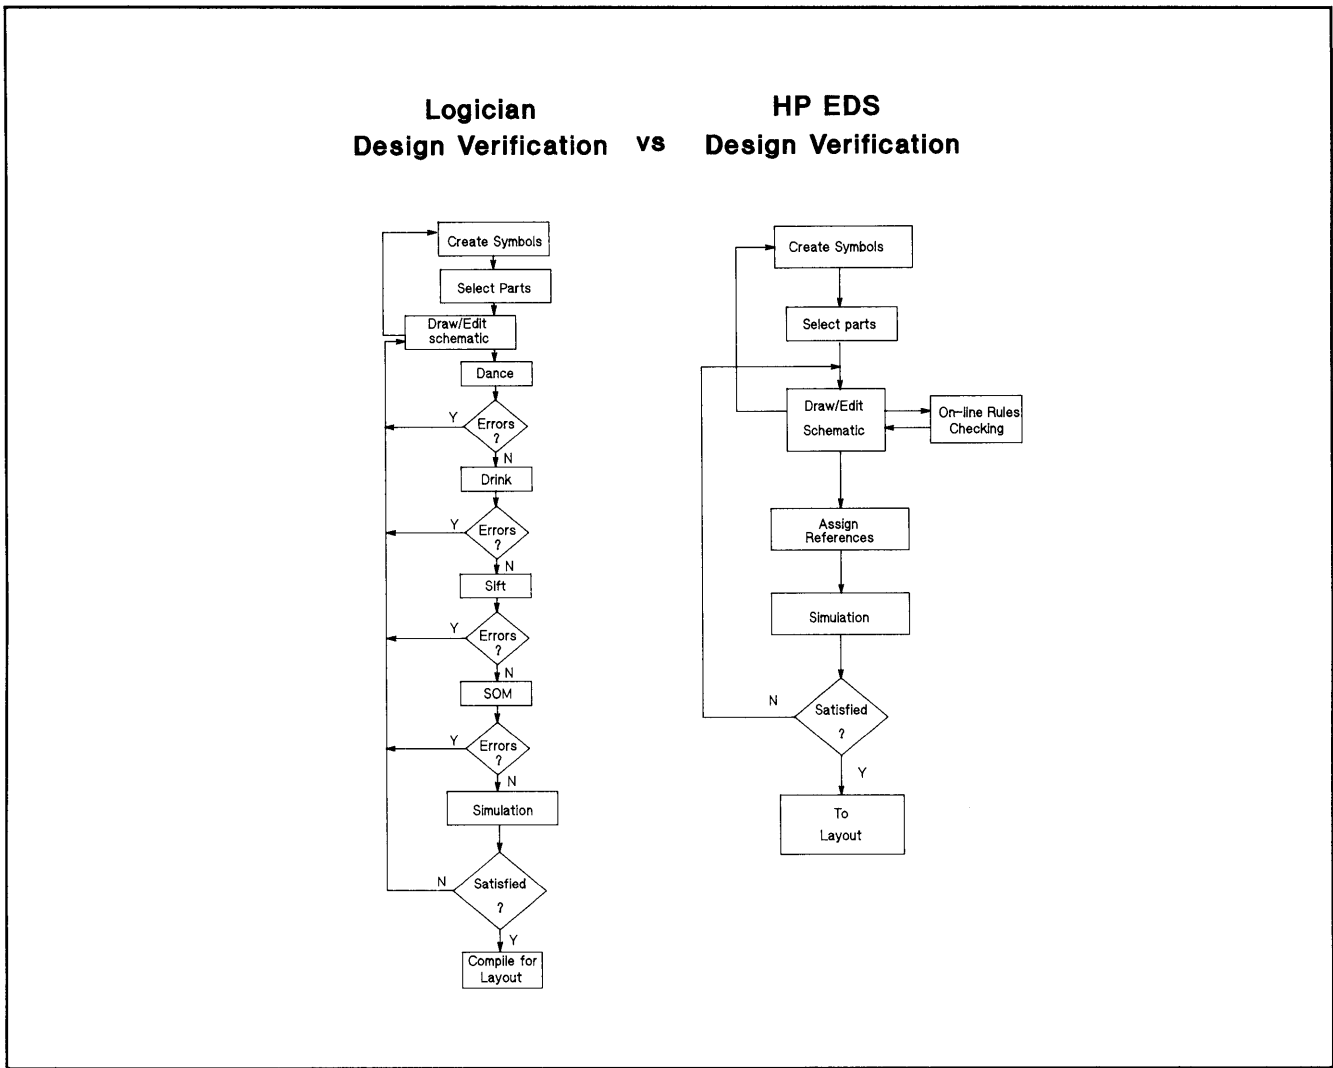 Logician
Design Verification
vs
HP EDS
Design Verification
Create Symbols
Select Parts
Draw/Edit
schematic
Dance
Errors
?
Y
N
Drink
Errors
?
Y
N
Sift
Errors
?
Y
N
SOM
Errors
?
Y
N
Simulation
Satisfied
?
N
Y
Compile for
Layout
Create Symbols
Select parts
Draw/Edit
Schematic
On-line Rules
Checking
Assign
References
Simulation
Satisfied
?
N
Y
To
Layout